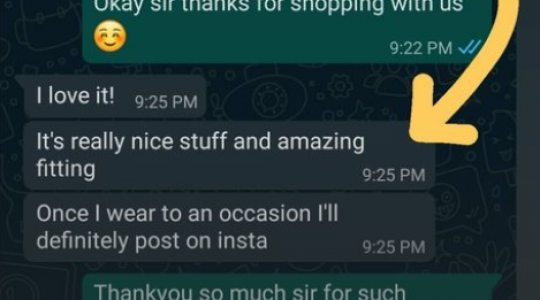 Okay sir thanks for shopping with us
☺️
9:22 PM
I love it! 9:25 PM
It's really nice stuff and amazing
fitting
9:25 PM
Once I wear to an occasion I'll
definitely post on insta 9:25 PM
Thankyou so much sir for such